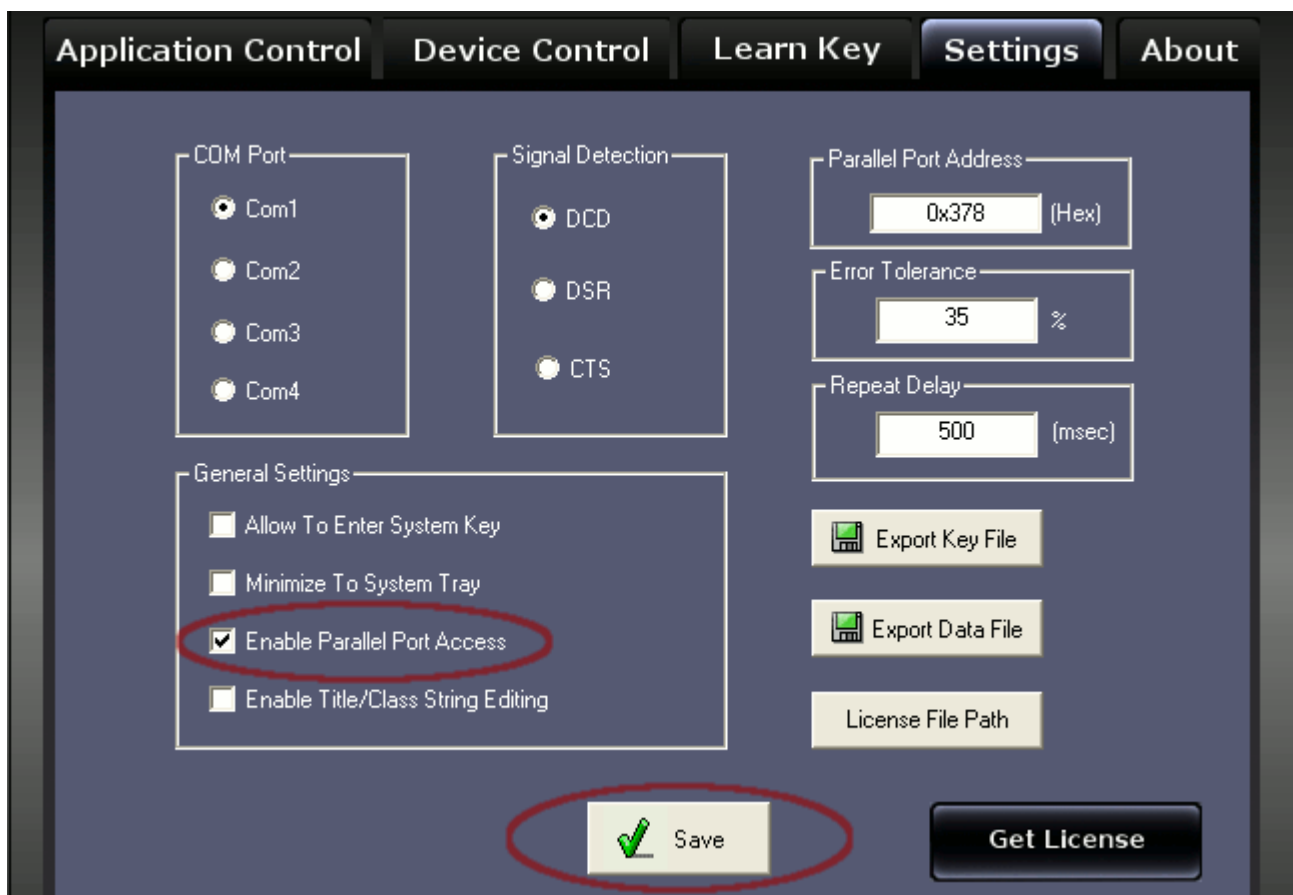 Application Control
Device Control
Learn Key
Settings
About
COM Port
Com1
Com2
Com3
Com4
Signal Detection
DCD
DSR
CTS
Parallel Port Address
0x378 (Hex)
Error Tolerance
35 %
Repeat Delay
500 (msec)
General Settings
Allow To Enter System Key
Minimize To System Tray
Enable Parallel Port Access
Enable Title/Class String Editing
Export Key File
Export Data File
License File Path
Save
Get License